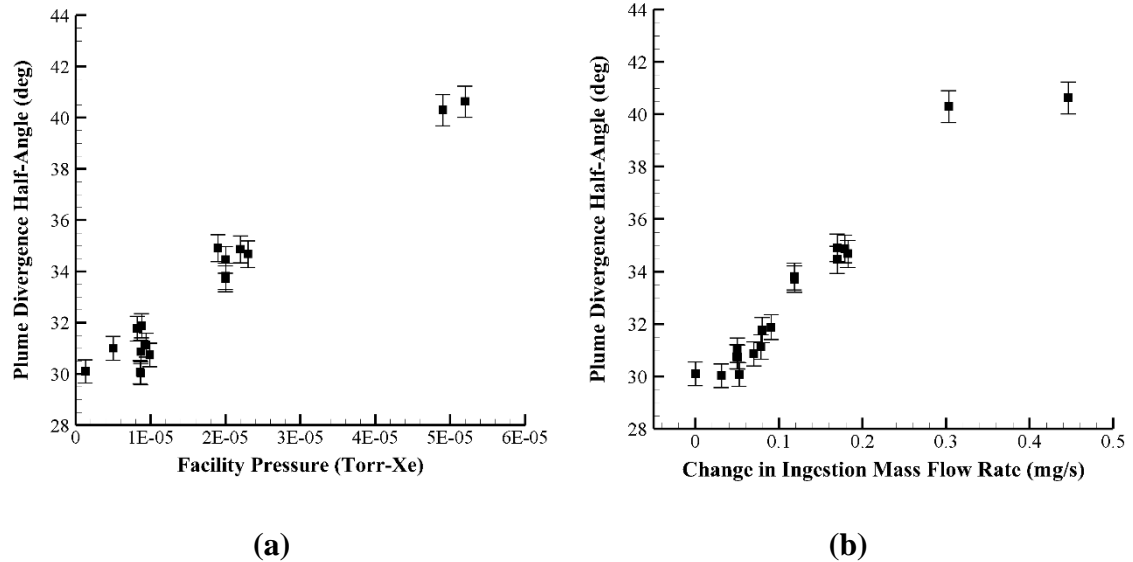 44
42
40
38
36
34
32
30
28
Plume Divergence Half-Angle (deg)
0 1E-05 2E-05 3E-05 4E-05 5E-05 6E-05
Facility Pressure (Torr-Xe)
(a)
44
42
40
38
36
34
32
30
28
Plume Divergence Half-Angle (deg)
0 0.1 0.2 0.3 0.4 0.5
Change in Ingestion Mass Flow Rate (mg/s)
(b)